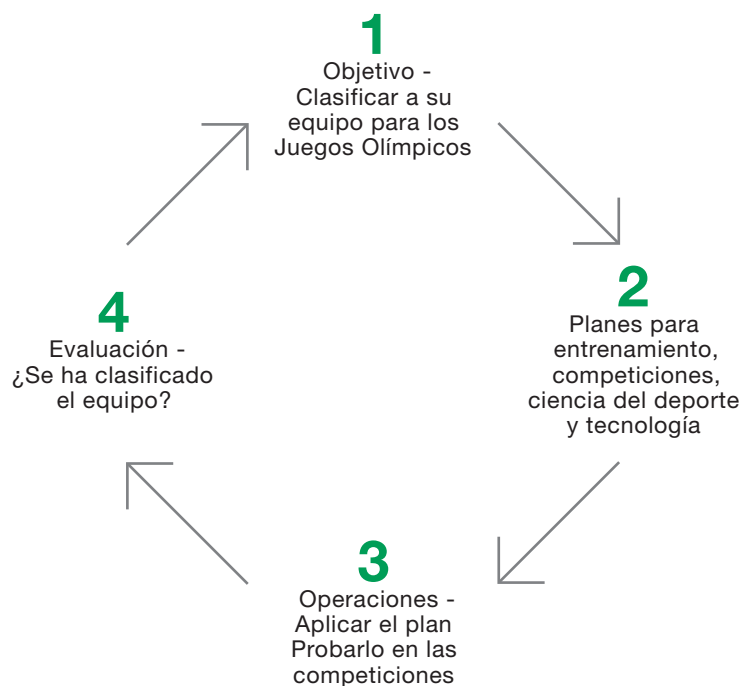 1
Objetivo -
Clasificar a su
equipo para los
Juegos Olímpicos
2
Planes para
entrenamiento,
competiciones,
ciencia del deporte
y tecnología
3
Operaciones -
Aplicar el plan
Probarlo en las
competiciones
4
Evaluación -
¿Se ha clasificado
el equipo?